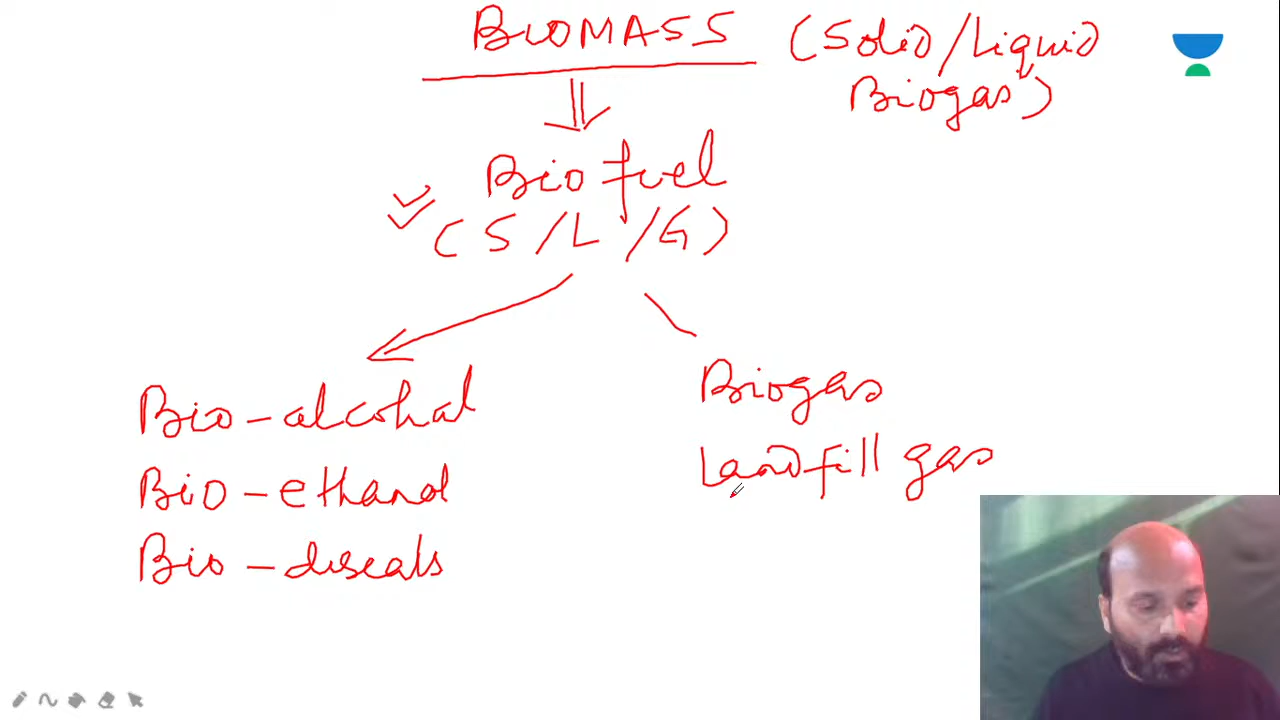 BIOMASS (Solid/Liquid
Biogas)
Bio fuel
(S/L/G)
Bio-alcohal
Bio-ethanol
Bio-diseals
Biogas
Landfill gas